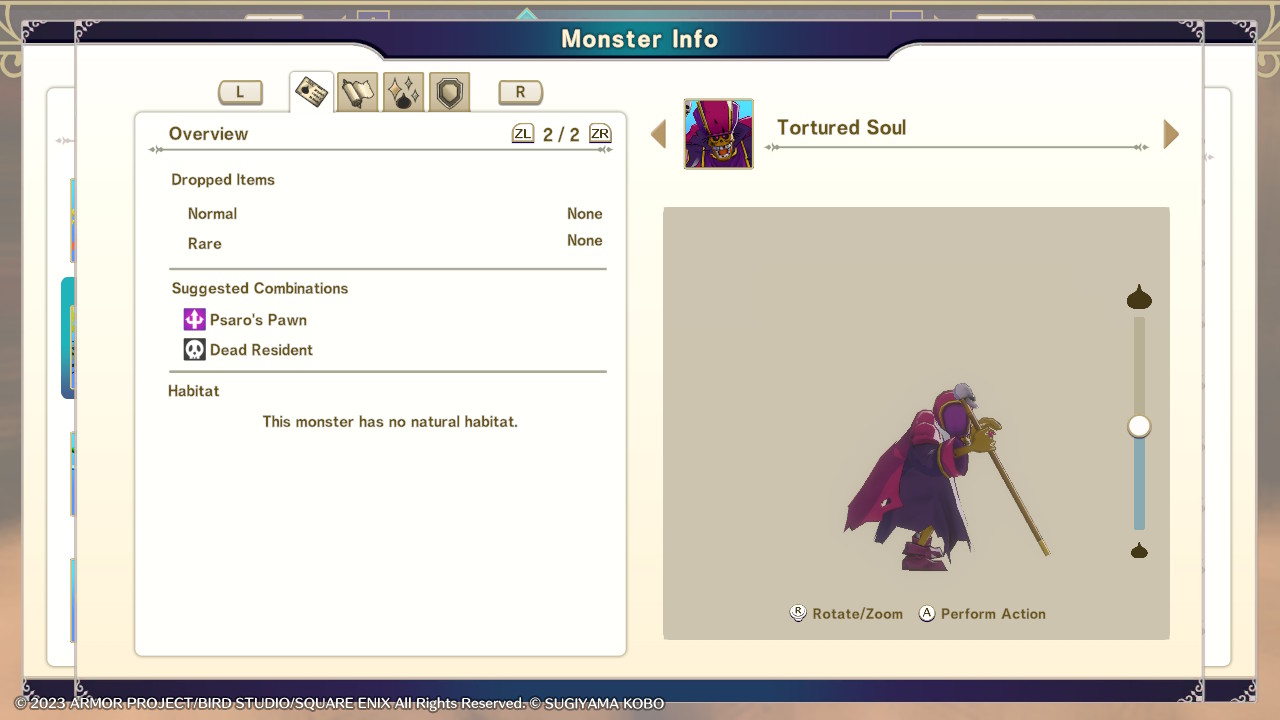 Monster Info
L
R
Overview
ZL 2 / 2 ZR
Dropped Items
Normal None
Rare None
Suggested Combinations
Psaro's Pawn
Dead Resident
Habitat
This monster has no natural habitat.
Tortured Soul
R Rotate/Zoom A Perform Action
© 2023 ARMOR PROJECT/BIRD STUDIO/SQUARE ENIX All Rights Reserved. © SUGIYAMA KOBO